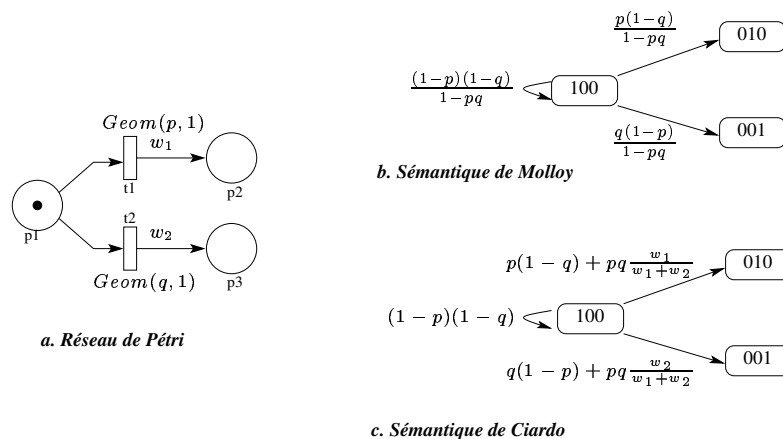 Geom(p, 1)
w1
t1
p2
p1
t2
w2
Geom(q, 1)
p3
a. Réseau de Pétri
p(1−q)
1−pq
010
(1−p)(1−q)
1−pq
100
q(1−p)
1−pq
001
b. Sémantique de Molloy
p(1 − q) + pq w1/w1+w2
010
(1 − p)(1 − q)
100
q(1 − p) + pq w2/w1+w2
001
c. Sémantique de Ciardo